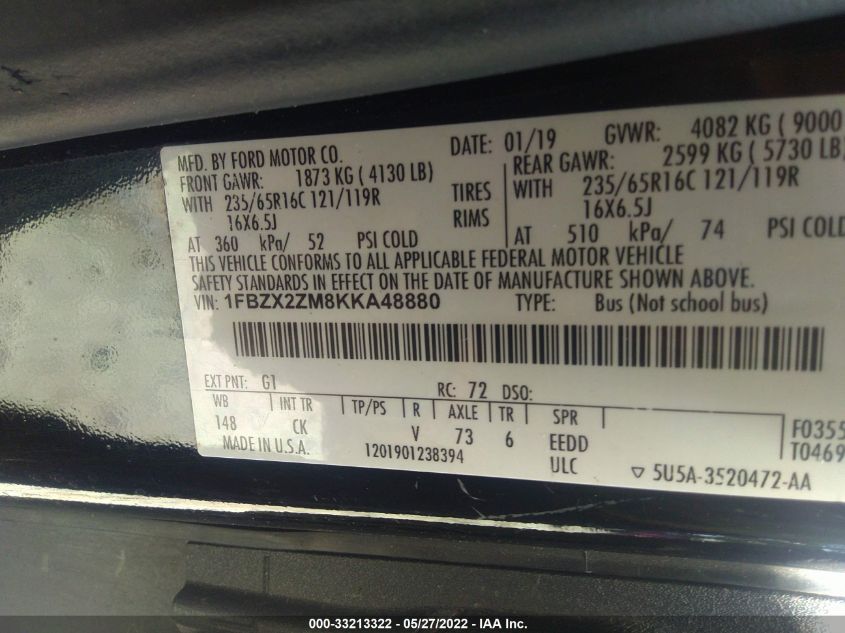 MFD. BY FORD MOTOR CO. DATE: 01/19 GVWR: 4082 KG ( 9000
FRONT GAWR: 1873 KG ( 4130 LB) REAR GAWR: 2599 KG ( 5730 LB)
WITH 235/65R16C 121/119R TIRES WITH 235/65R16C 121/119R
16X6.5J RIMS 16X6.5J
AT 360 kPa/ 52 PSI COLD AT 510 kPa/ 74 PSI COLD
THIS VEHICLE CONFORMS TO ALL APPLICABLE FEDERAL MOTOR VEHICLE
SAFETY STANDARDS IN EFFECT ON THE DATE OF MANUFACTURE SHOWN ABOVE.
VIN: 1FBZX2ZM8KKA48880 TYPE: Bus (Not school bus)
EXT PNT: G1 RC: 72 DSO:
WB INT TR TP/PS R AXLE TR SPR
148 CK V 73 6 EEDD F0355
MADE IN U.S.A. 1201901238394 ULC T0469
5U5A-3520472-AA
000-33213322 - 05/27/2022 - IAA Inc.